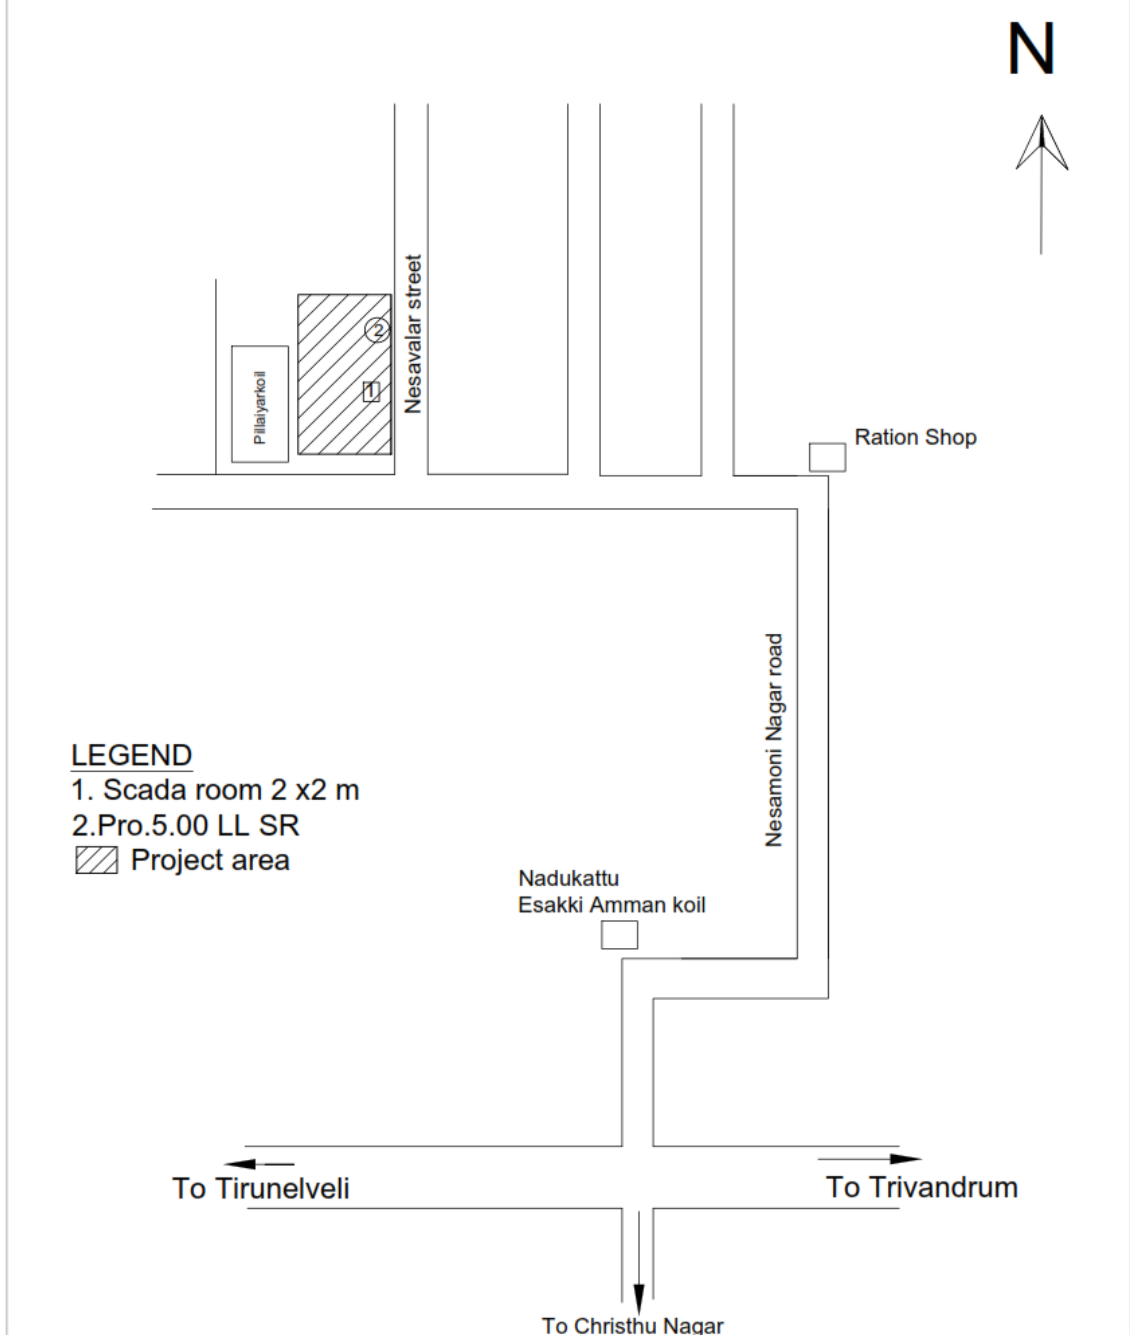 N
Nesavalar street
2
1
Pillaiyarkoil
Ration Shop
Nesamoni Nagar road
LEGEND
1. Scada room 2 x2 m
2.Pro.5.00 LL SR
Project area
Nadukattu
Esakki Amman koil
To Tirunelveli
To Trivandrum
To Christhu Nagar